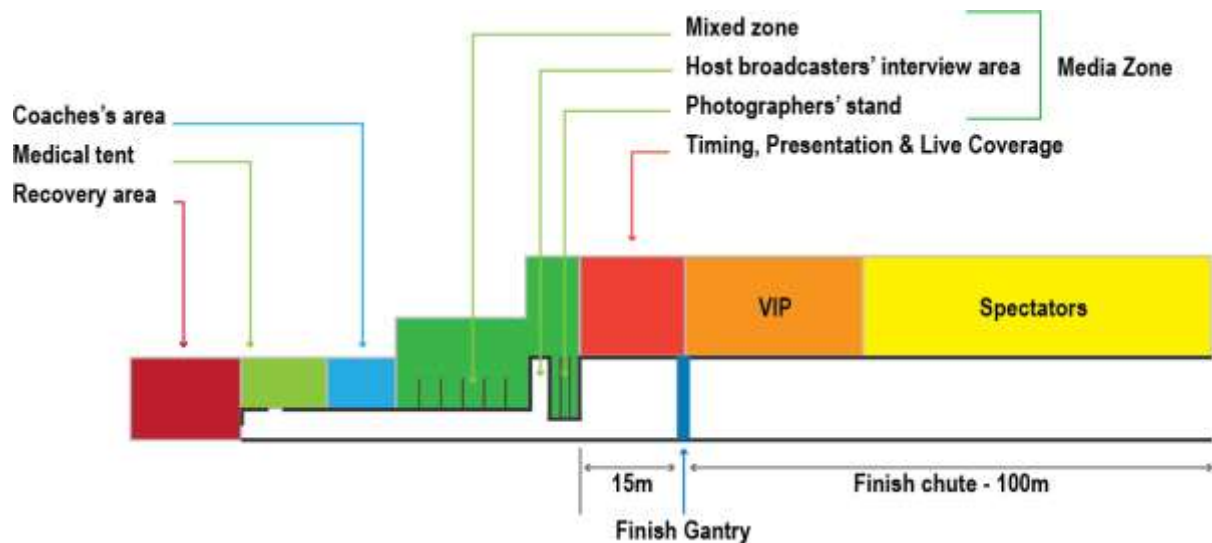 Mixed zone
Host broadcasters' interview area
Media Zone
Photographers' stand
Coaches's area
Timing, Presentation & Live Coverage
Medical tent
Recovery area
VIP
Spectators
15m
Finish chute - 100m
Finish Gantry